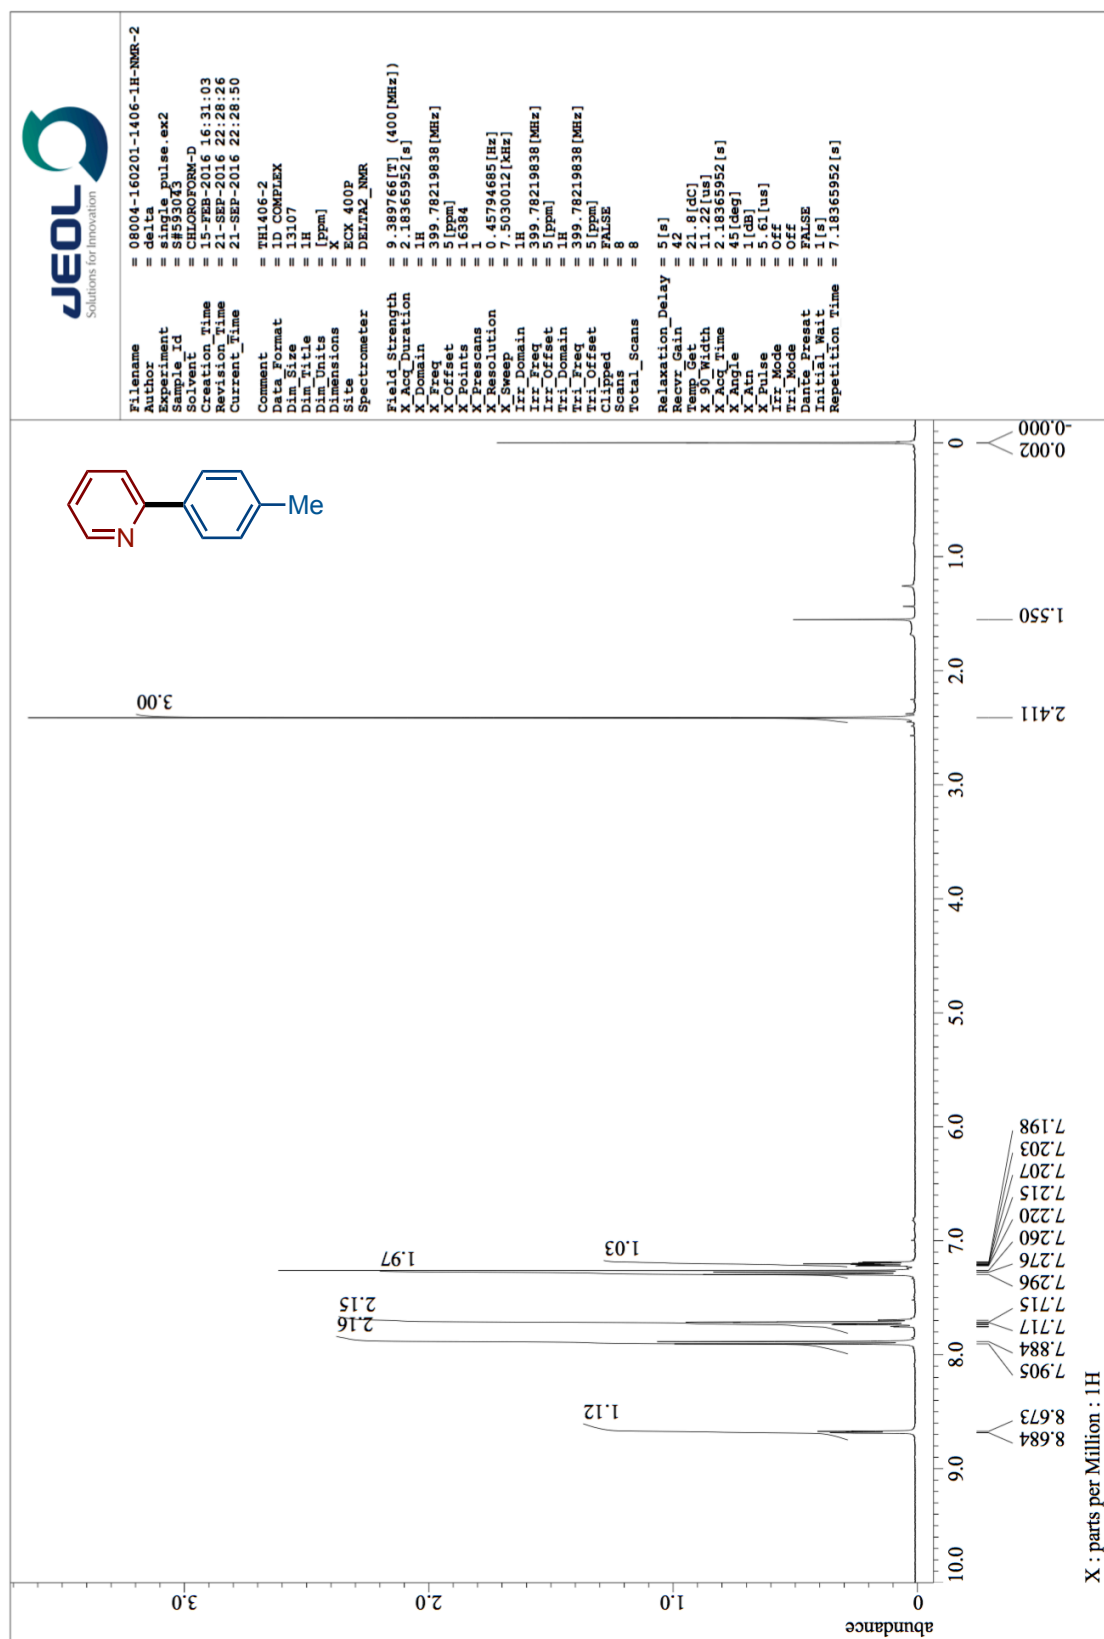 JEOL
Solutions for Innovation
Filename = 08004-160201-1406-1H-NMR-2
Author = delta
Experiment = single_pulse.ex2
Sample_Id = S#593043
Solvent = CHLOROFORM-D
Creation_Time = 15-FEB-2016 16:31:03
Revision_Time = 21-SEP-2016 22:28:26
Current_Time = 21-SEP-2016 22:28:50
Comment = TH1406-2
Data_Format = 1D COMPLEX
Dim_Size = 13107
Dim_Title = 1H
Dim_Units = [ppm]
Dimensions = X
Site = ECX 400P
Spectrometer = DELTA2_NMR
Field_Strength = 9.389766[T] (400[MHz])
X_Acq_Duration = 2.18365952[s]
X_Domain = 1H
X_Freq = 399.78219838[MHz]
X_Offset = 5[ppm]
X_Points = 16384
X_Prescans = 1
X_Resolution = 0.45794685[Hz]
X_Sweep = 7.5030012[kHz]
Irr_Domain = 1H
Irr_Freq = 399.78219838[MHz]
Irr_Offset = 5[ppm]
Tri_Domain = 1H
Tri_Freq = 399.78219838[MHz]
Tri_Offset = 5[ppm]
Clipped = FALSE
Scans = 8
Total_Scans = 8
Relaxation_Delay = 5[s]
Recvr_Gain = 42
Temp_Get = 21.8[dC]
X_90_Width = 11.22[us]
X_Acq_Time = 2.18365952[s]
X_Angle = 45[deg]
X_Atn = 1[dB]
X_Pulse = 5.61[us]
Irr_Mode = Off
Tri_Mode = Off
Dante_Presat = FALSE
Initial_Wait = 1[s]
Repetition_Time = 7.18365952[s]
N
Me
3.00
1.03
1.97
2.15
2.16
1.12
abundance
0
1.0
2.0
3.0
10.0
9.0
8.0
7.0
6.0
5.0
4.0
3.0
2.0
1.0
0
8.684
8.673
7.905
7.884
7.717
7.715
7.296
7.276
7.260
7.220
7.215
7.207
7.203
7.198
2.411
1.550
0.002
-0.000
X : parts per Million : 1H